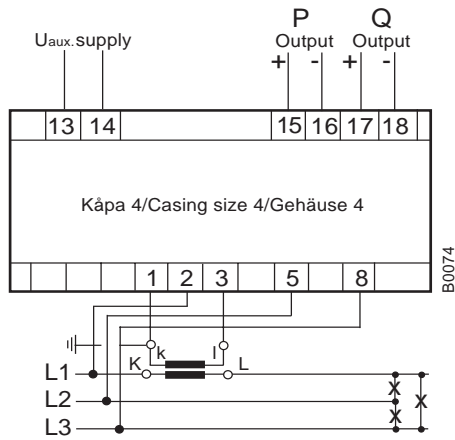 P Q
Uaux. supply Output Output
+ - + -
13 14 15 16 17 18
Kåpa 4/Casing size 4/Gehäuse 4
B0074
1 2 3 5 8
k l
K L
L1
L2
L3